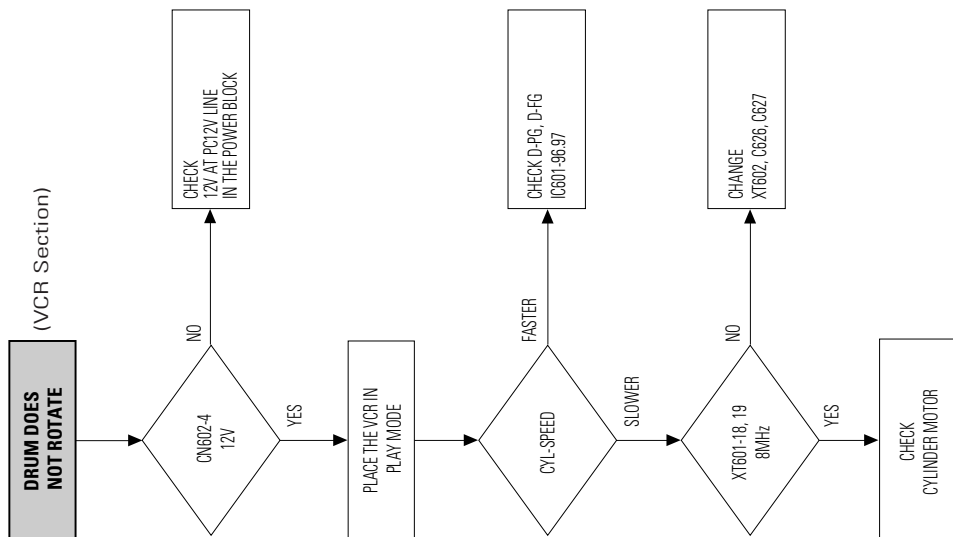 DRUM DOES
NOT ROTATE
(VCR Section)
CN602-4
12V
NO
CHECK
12V AT PC12V LINE
IN THE POWER BLOCK
YES
PLACE THE VCR IN
PLAY MODE
CYL-SPEED
FASTER
CHECK D-PG, D-FG
IC601-96.97
SLOWER
XT601-18, 19
8MHz
NO
CHANGE
XT602, C626, C627
YES
CHECK
CYLINDER MOTOR